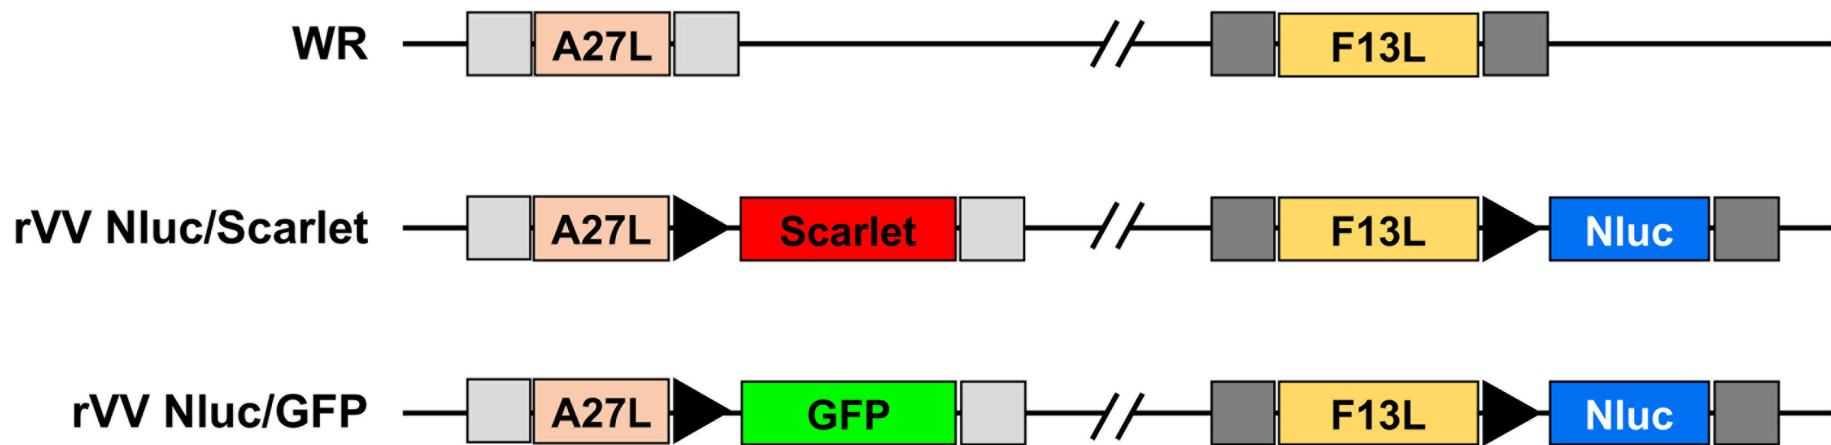 WR A27L F13L
rVV Nluc/Scarlet A27L Scarlet F13L Nluc
rVV Nluc/GFP A27L GFP F13L Nluc